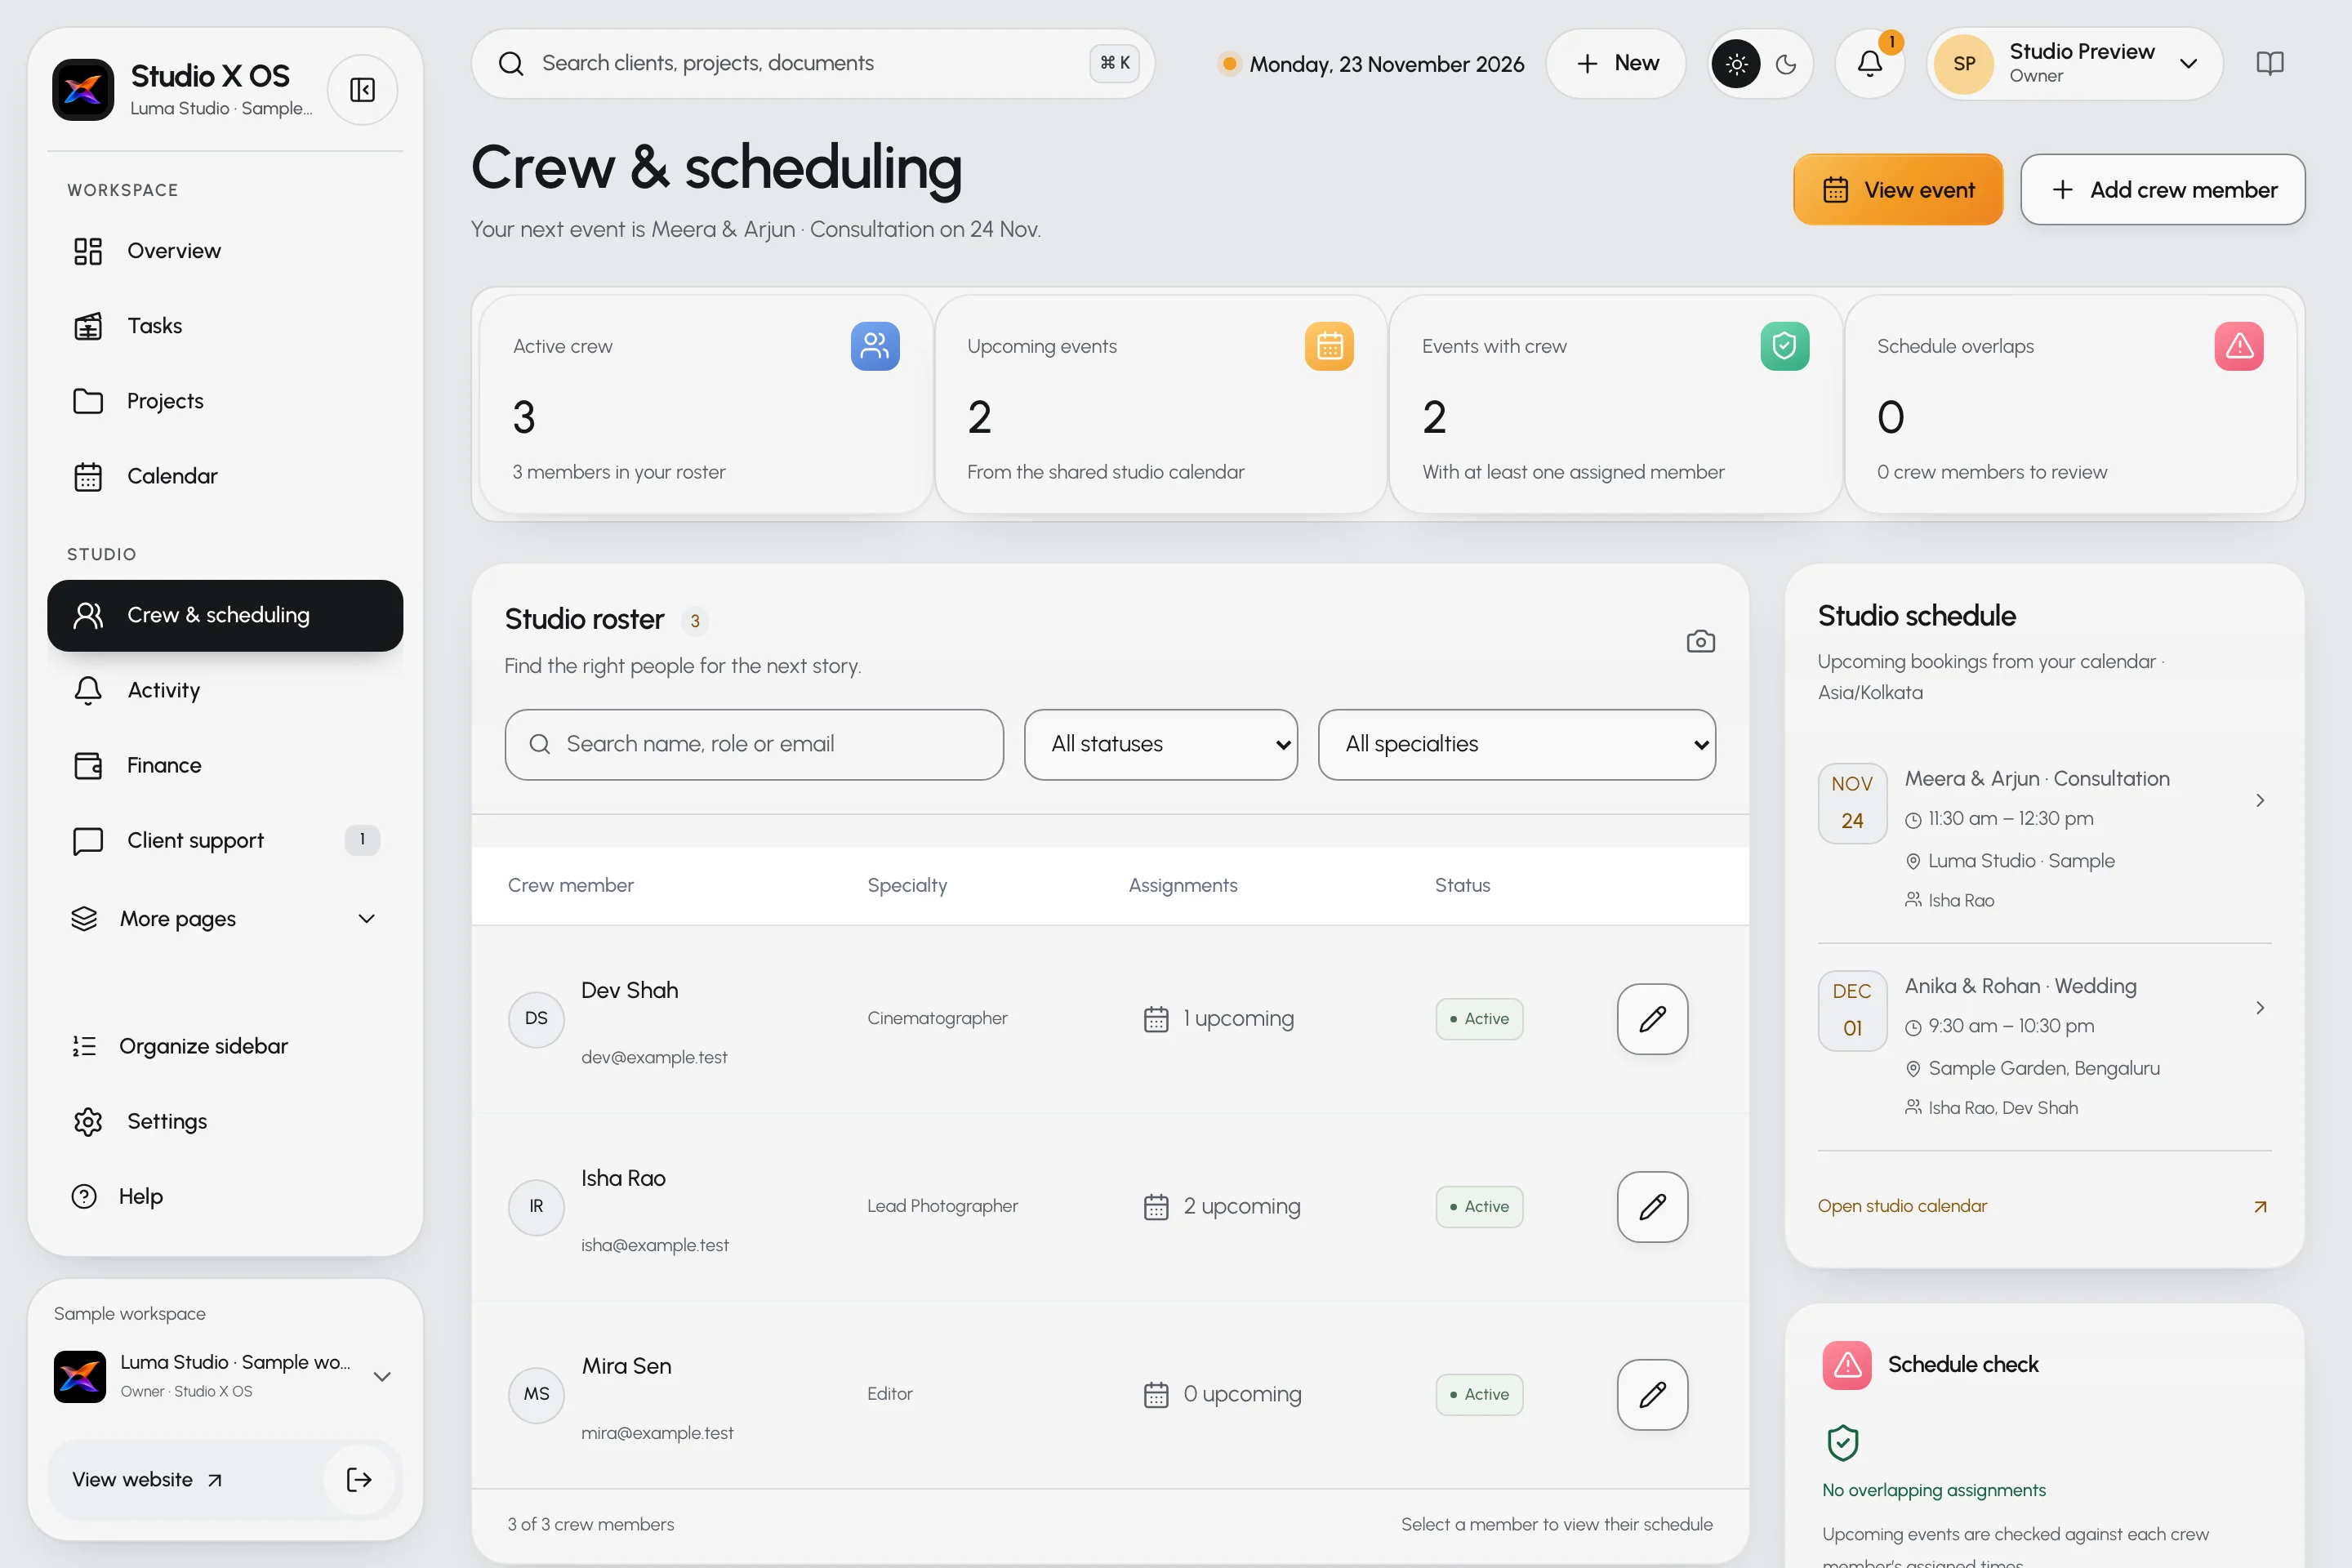 Studio X OS
Luma Studio · Sample...
WORKSPACE
Overview
Tasks
Projects
Calendar
STUDIO
Crew & scheduling
Activity
Finance
Client support 1
More pages
Organize sidebar
Settings
Help
Sample workspace
Luma Studio · Sample wo...
Owner · Studio X OS
View website
Search clients, projects, documents ⌘ K
Monday, 23 November 2026
New
1
SP
Studio Preview
Owner
Crew & scheduling
Your next event is Meera & Arjun · Consultation on 24 Nov.
View event
Add crew member
Active crew
3
3 members in your roster
Upcoming events
2
From the shared studio calendar
Events with crew
2
With at least one assigned member
Schedule overlaps
0
0 crew members to review
Studio roster 3
Find the right people for the next story.
Search name, role or email
All statuses
All specialties
Crew member Specialty Assignments Status
DS
Dev Shah
dev@example.test
Cinematographer
1 upcoming
Active
IR
Isha Rao
isha@example.test
Lead Photographer
2 upcoming
Active
MS
Mira Sen
mira@example.test
Editor
0 upcoming
Active
3 of 3 crew members
Select a member to view their schedule
Studio schedule
Upcoming bookings from your calendar ·
Asia/Kolkata
NOV
24
Meera & Arjun · Consultation
11:30 am – 12:30 pm
Luma Studio · Sample
Isha Rao
DEC
01
Anika & Rohan · Wedding
9:30 am – 10:30 pm
Sample Garden, Bengaluru
Isha Rao, Dev Shah
Open studio calendar
Schedule check
No overlapping assignments
Upcoming events are checked against each crew
member's assigned times